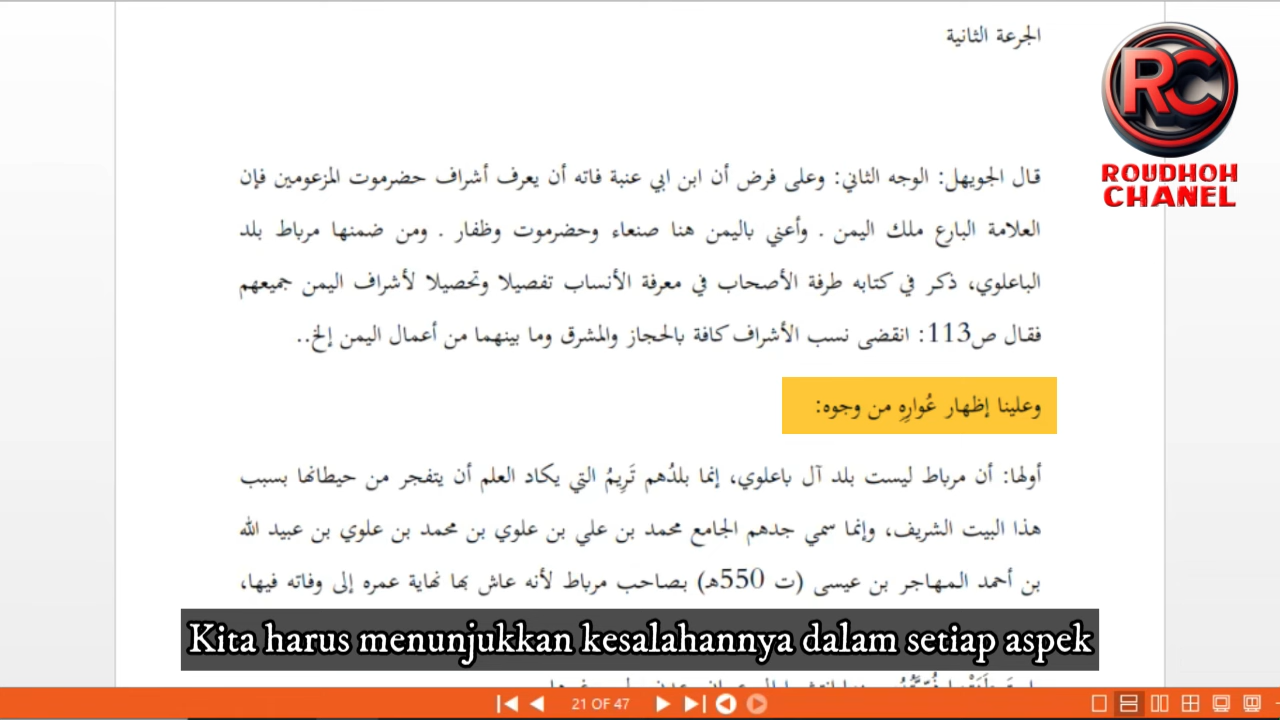 الجرعة الثانية
RC
ROUDHOH
CHANEL
قال الجويهل: الوجه الثاني: وعلى فرض أن ابن ابي عنبة فاته أن يعرف أشراف حضرموت المزعومين فإن
العلامة البارع ملك اليمن . وأعني باليمن هنا صنعاء وحضرموت وظفار . ومن ضمنها مرباط بلد
الباعلوي، ذكر في كتابه طرفة الأصحاب في معرفة الأنساب تفصيلا وتحصيلا لأشراف اليمن جميعهم
فقال ص113: انقضى نسب الأشراف كافة بالحجاز والمشرق وما بينهما من أعمال اليمن إلخ..
وعلينا إظهار عُوارِهِ من وجوه:
أولها: أن مرباط ليست بلد آل باعلوي، إنما بلدُهم تَرِيمُ التي يكاد العلم أن يتفجر من حيطانها بسبب
هذا البيت الشريف، وإنما سمي جدهم الجامع محمد بن علي بن علوي بن محمد بن علوي بن عبيد الله
بن أحمد المهاجر بن عيسى (ت 550هـ) بصاحب مرباط لأنه عاش بها نهاية عمره إلى وفاته فيها،
Kita harus menunjukkan kesalahannya dalam setiap aspek
21 OF 47